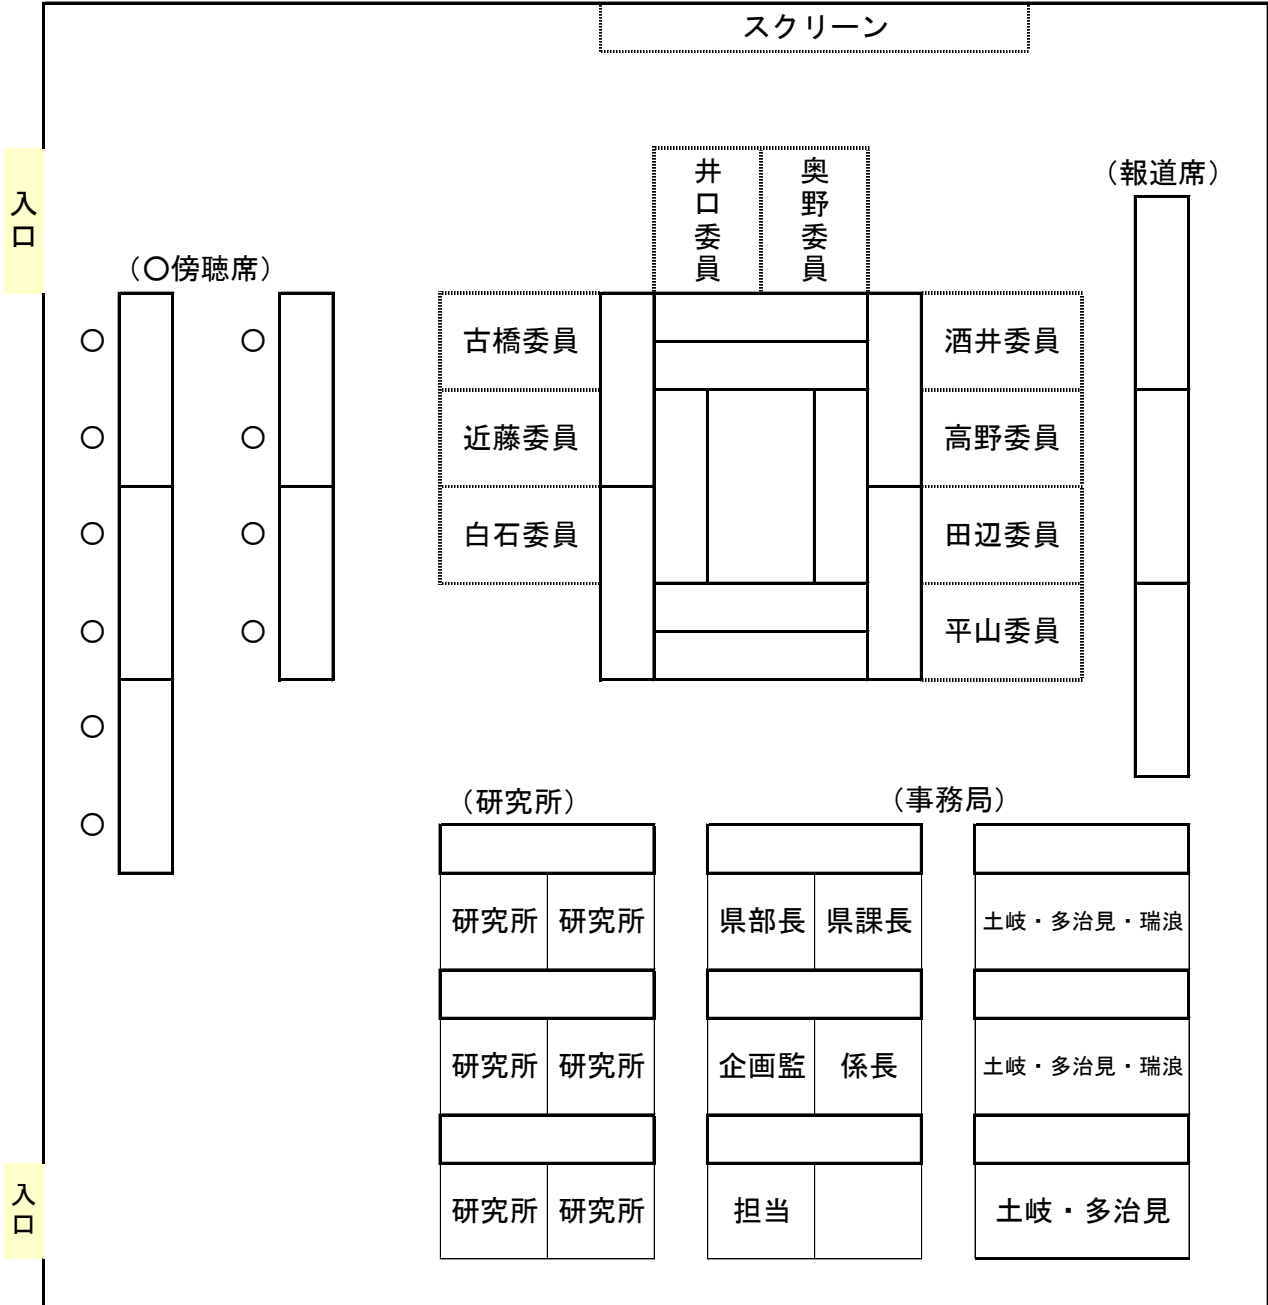 スクリーン
入口
井口委員
奥野委員
（報道席）
（〇傍聴席）
〇 〇 古橋委員 酒井委員
〇 〇 近藤委員 高野委員
〇 〇 白石委員 田辺委員
〇 〇 平山委員
〇
〇
（研究所） （事務局）
研究所 研究所 県部長 県課長 土岐・多治見・瑞浪
研究所 研究所 企画監 係長 土岐・多治見・瑞浪
入口
研究所 研究所 担当 土岐・多治見